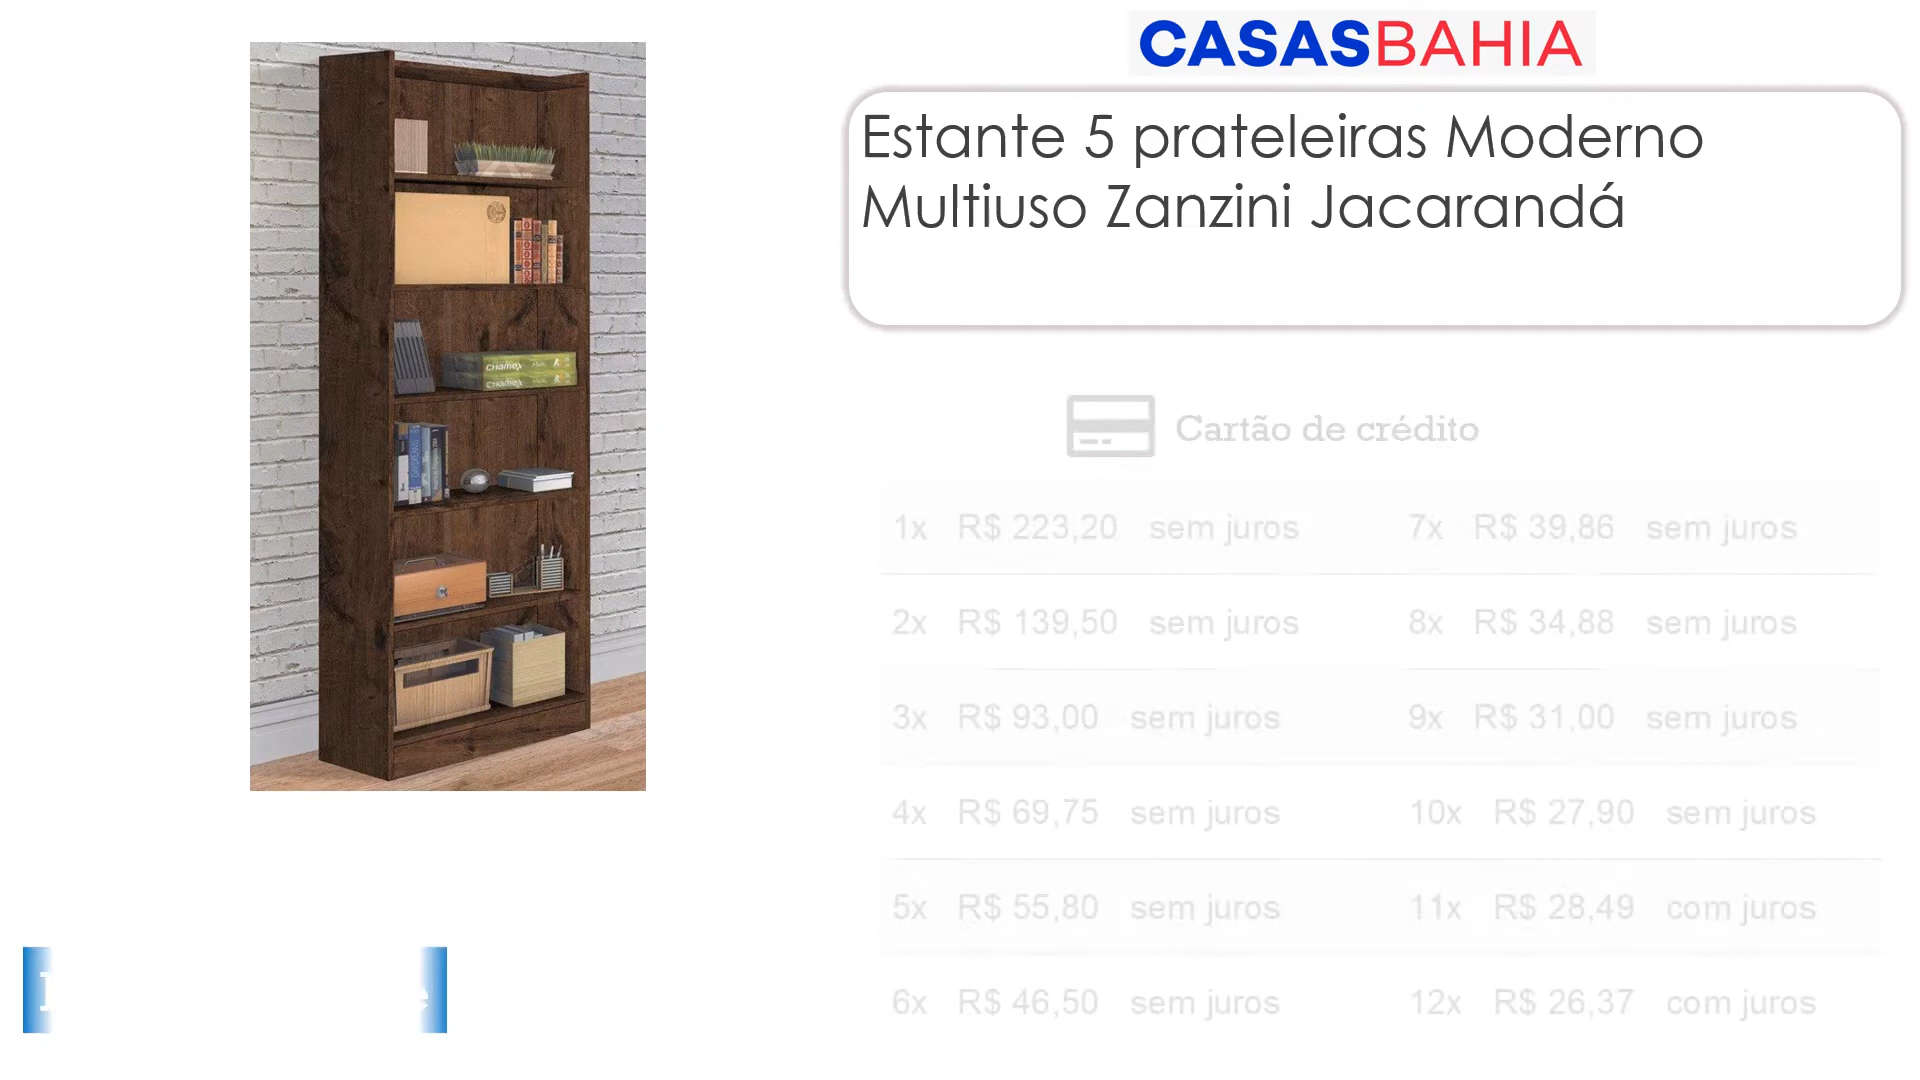 CASASBAHIA
Estante 5 prateleiras Moderno
Multiuso Zanzini Jacarandá
CHAMEX
CHAMEX
Cartão de crédito
1x R$ 223,20 sem juros 7x R$ 39,86 sem juros
2x R$ 139,50 sem juros 8x R$ 34,88 sem juros
3x R$ 93,00 sem juros 9x R$ 31,00 sem juros
4x R$ 69,75 sem juros 10x R$ 27,90 sem juros
5x R$ 55,80 sem juros 11x R$ 28,49 com juros
6x R$ 46,50 sem juros 12x R$ 26,37 com juros